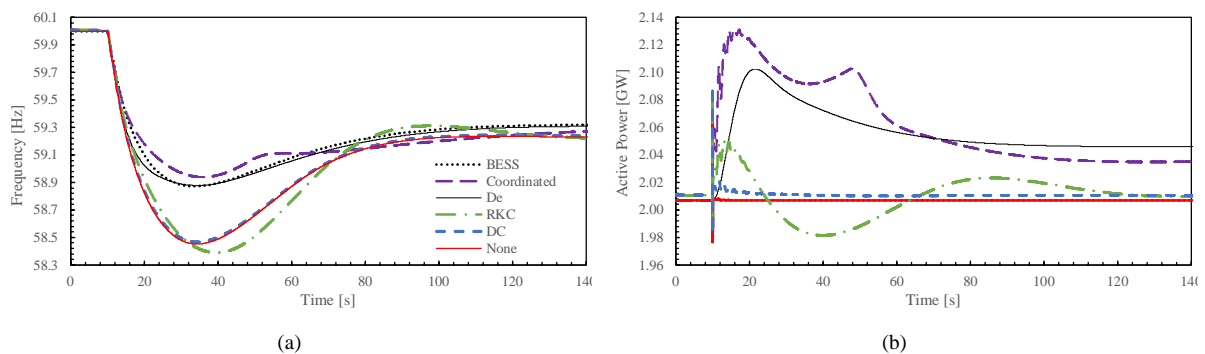 60.1
59.9
59.7
59.5
59.3
59.1
58.9
58.7
58.5
58.3
Frequency [Hz]
0 20 40 60 80 100 120 140
Time [s]
BESS
Coordinated
De
RKC
DC
None
(a)
2.14
2.12
2.10
2.08
2.06
2.04
2.02
2.00
1.98
1.96
Active Power [GW]
0 20 40 60 80 100 120 140
Time [s]
(b)